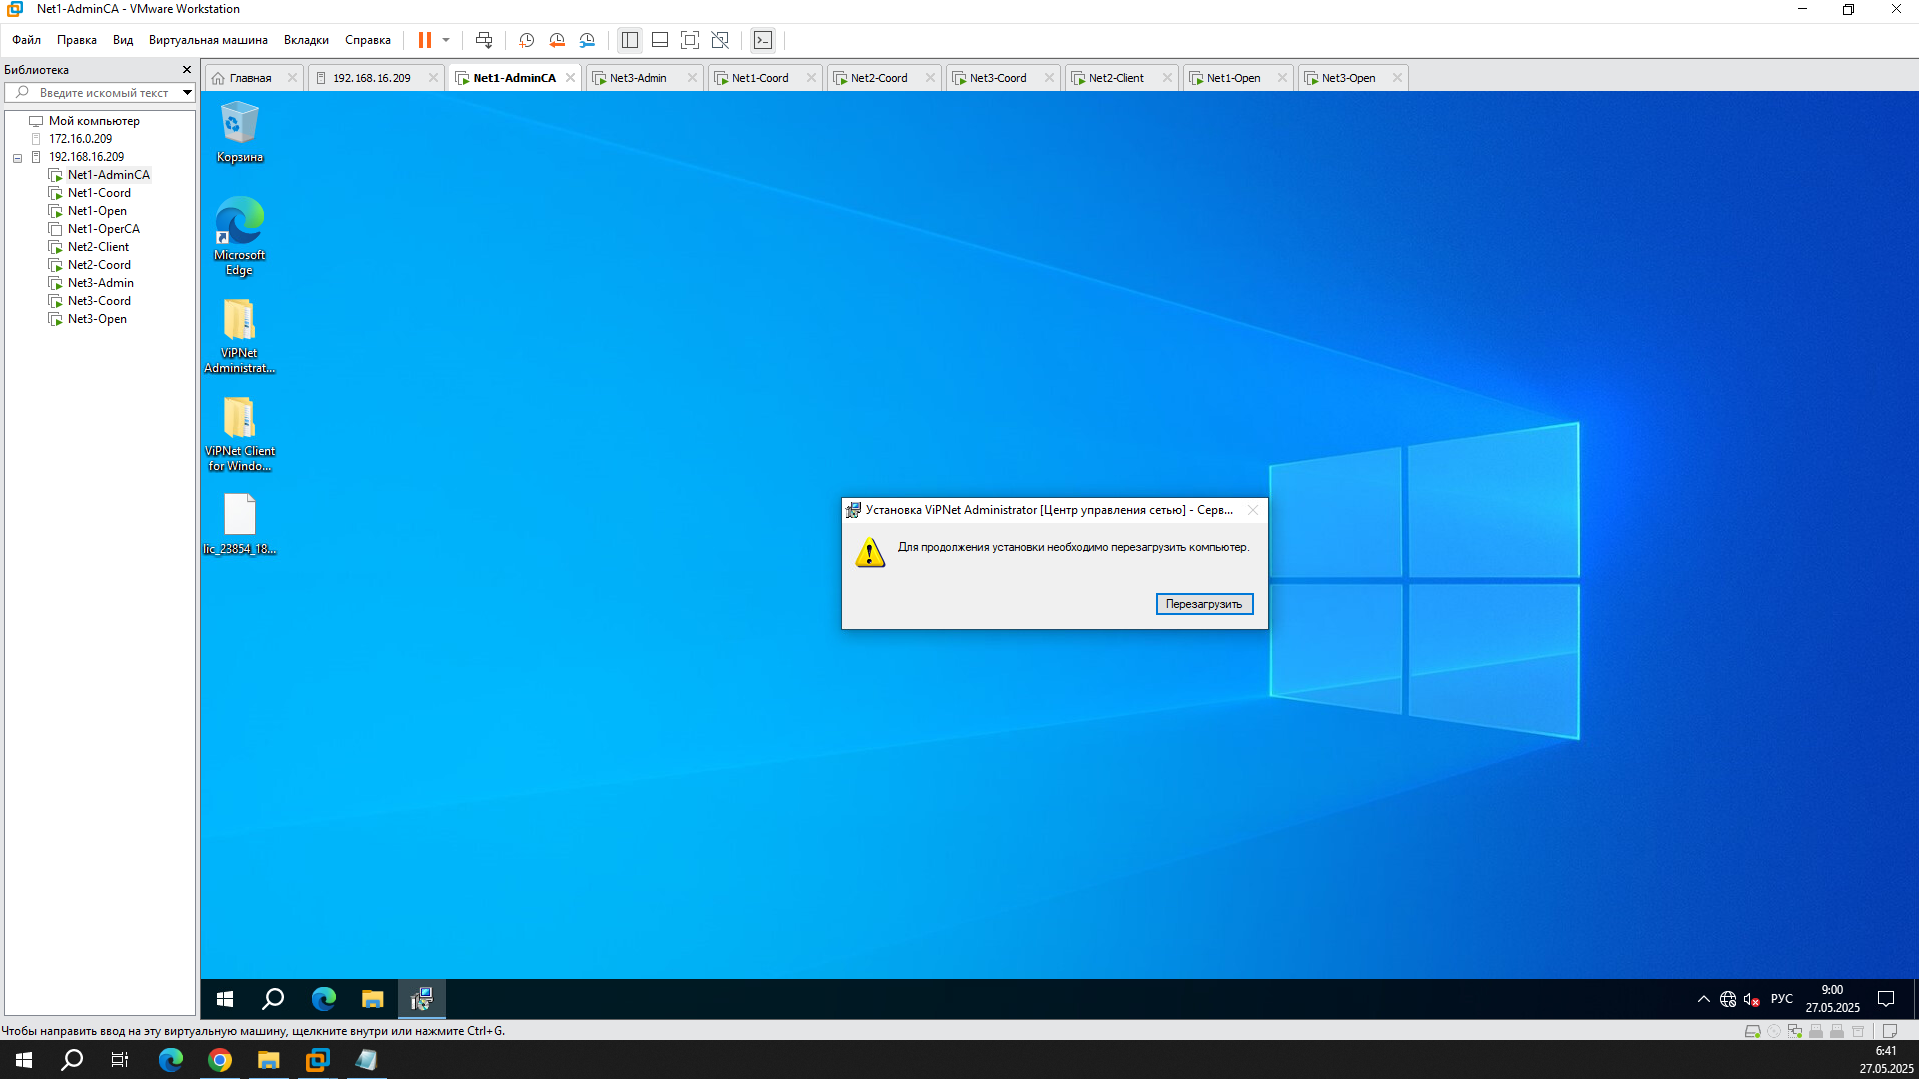 Net1-AdminCA - VMware Workstation
Файл Правка Вид Виртуальная машина Вкладки Справка
Библиотека
Введите искомый текст
Мой компьютер
172.16.0.209
192.168.16.209
Net1-AdminCA
Net1-Coord
Net1-Open
Net1-OperCA
Net2-Client
Net2-Coord
Net3-Admin
Net3-Coord
Net3-Open
Главная 192.168.16.209 Net1-AdminCA Net3-Admin Net1-Coord Net2-Coord Net3-Coord Net2-Client Net1-Open Net3-Open
Корзина
Microsoft
Edge
ViPNet
Administrat...
ViPNet Client
for Windo...
lic_23854_18...
Установка ViPNet Administrator [Центр управления сетью] - Серв...
Для продолжения установки необходимо перезагрузить компьютер.
Перезагрузить
РУС
9:00
27.05.2025
Чтобы направить ввод на эту виртуальную машину, щелкните внутри или нажмите Ctrl+G.
6:41
27.05.2025